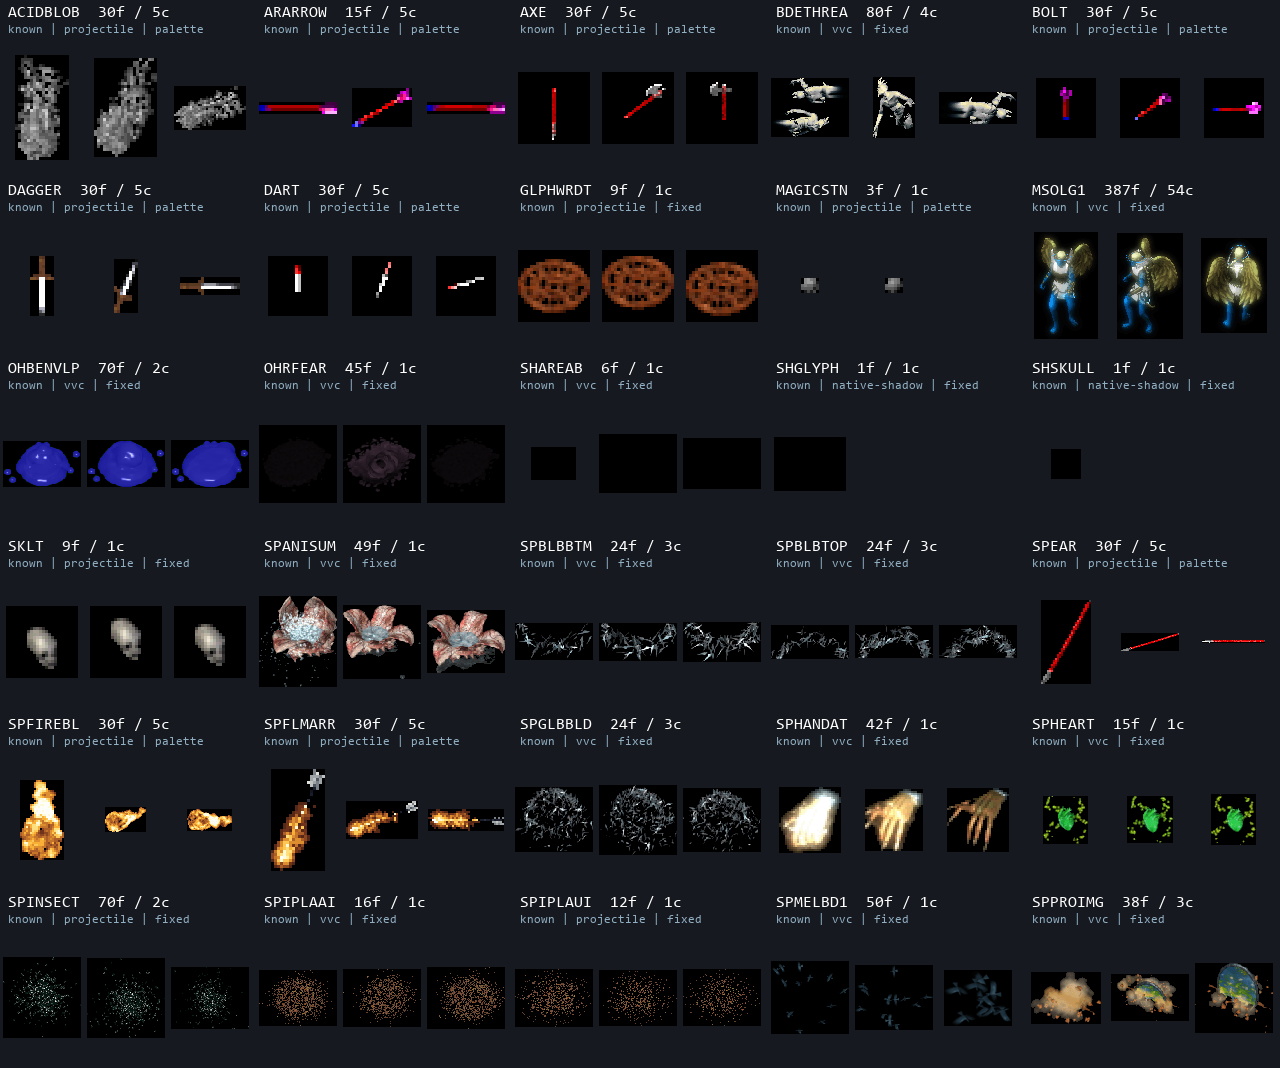 ACIDBLOB 30f / 5c
known | projectile | palette
ARARROW 15f / 5c
known | projectile | palette
AXE 30f / 5c
known | projectile | palette
BDETHREA 80f / 4c
known | vvc | fixed
BOLT 30f / 5c
known | projectile | palette
DAGGER 30f / 5c
known | projectile | palette
DART 30f / 5c
known | projectile | palette
GLPHWRDT 9f / 1c
known | projectile | fixed
MAGICSTN 3f / 1c
known | projectile | palette
MSOLG1 387f / 54c
known | vvc | fixed
OHBENVLP 70f / 2c
known | vvc | fixed
OHRFEAR 45f / 1c
known | vvc | fixed
SHAREAB 6f / 1c
known | vvc | fixed
SHGLYPH 1f / 1c
known | native-shadow | fixed
SHSKULL 1f / 1c
known | native-shadow | fixed
SKLT 9f / 1c
known | projectile | fixed
SPANISUM 49f / 1c
known | vvc | fixed
SPBLBBTM 24f / 3c
known | vvc | fixed
SPBLBTOP 24f / 3c
known | vvc | fixed
SPEAR 30f / 5c
known | projectile | palette
SPFIREBL 30f / 5c
known | projectile | palette
SPFLMARR 30f / 5c
known | projectile | palette
SPGLBBLD 24f / 3c
known | vvc | fixed
SPHANDAT 42f / 1c
known | vvc | fixed
SPHEART 15f / 1c
known | vvc | fixed
SPINSECT 70f / 2c
known | projectile | fixed
SPIPLAAI 16f / 1c
known | vvc | fixed
SPIPLAUI 12f / 1c
known | projectile | fixed
SPMELBD1 50f / 1c
known | vvc | fixed
SPPROIMG 38f / 3c
known | vvc | fixed